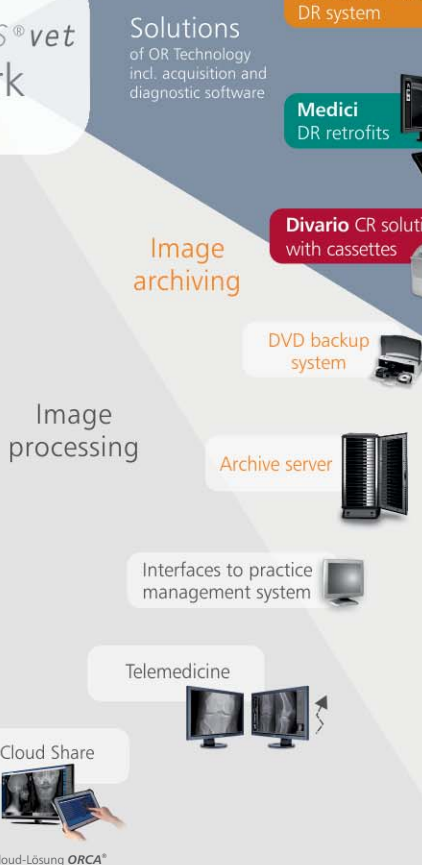 S®vet
rk
Solutions
of OR Technology
incl. acquisition and
diagnostic software
DR system
Medici
DR retrofits
Divario CR soluti
with cassettes
Image
archiving
DVD backup
system
Image
processing
Archive server
Interfaces to practice
management system
Telemedicine
Cloud Share
loud-Lösung ORCA®